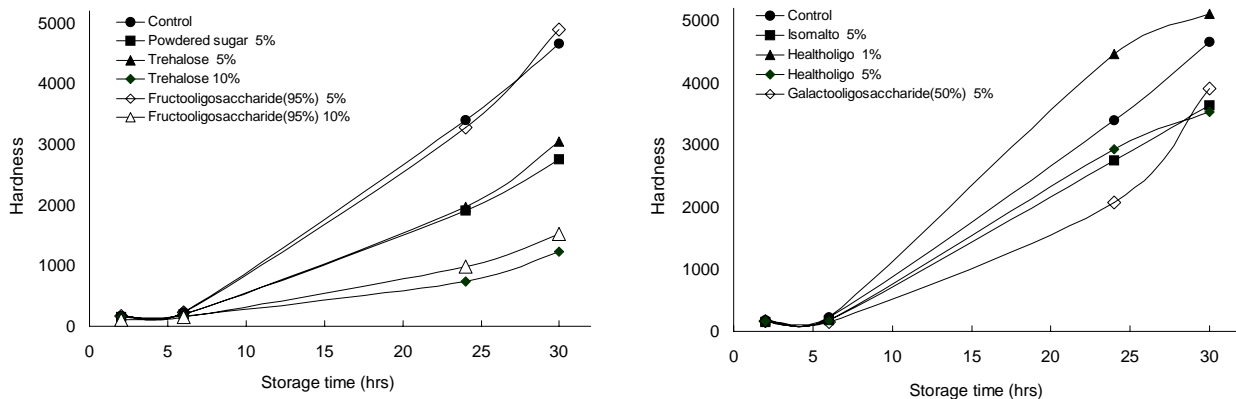 5000
4000
3000
2000
1000
0
Hardness
0 5 10 15 20 25 30
Storage time (hrs)
Control
Powdered sugar 5%
Trehalose 5%
Trehalose 10%
Fructooligosaccharide(95%) 5%
Fructooligosaccharide(95%) 10%
5000
4000
3000
2000
1000
0
Hardness
0 5 10 15 20 25 30
Storage time (hrs)
Control
Isomalto 5%
Healtholigo 1%
Healtholigo 5%
Galactooligosaccharide(50%) 5%